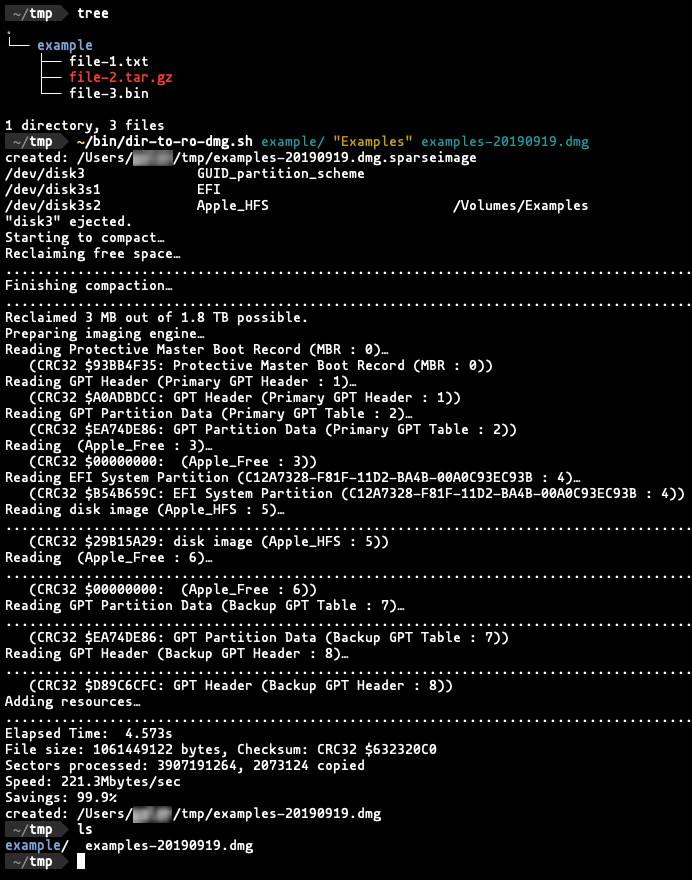 ~/tmp tree
.
└── example
    ├── file-1.txt
    ├── file-2.tar.gz
    └── file-3.bin
1 directory, 3 files
~/tmp ~/bin/dir-to-ro-dmg.sh example/ "Examples" examples-20190919.dmg
created: /Users/ /tmp/examples-20190919.dmg.sparseimage
/dev/disk3 GUID_partition_scheme
/dev/disk3s1 EFI
/dev/disk3s2 Apple_HFS /Volumes/Examples
"disk3" ejected.
Starting to compact…
Reclaiming free space…
.......................................................................................
Finishing compaction…
.......................................................................................
Reclaimed 3 MB out of 1.8 TB possible.
Preparing imaging engine…
Reading Protective Master Boot Record (MBR : 0)…
   (CRC32 $93BB4F35: Protective Master Boot Record (MBR : 0))
Reading GPT Header (Primary GPT Header : 1)…
   (CRC32 $A0ADBDCC: GPT Header (Primary GPT Header : 1))
Reading GPT Partition Data (Primary GPT Table : 2)…
   (CRC32 $EA74DE86: GPT Partition Data (Primary GPT Table : 2))
Reading  (Apple_Free : 3)…
   (CRC32 $00000000:  (Apple_Free : 3))
Reading EFI System Partition (C12A7328-F81F-11D2-BA4B-00A0C93EC93B : 4)…
   (CRC32 $B54B659C: EFI System Partition (C12A7328-F81F-11D2-BA4B-00A0C93EC93B : 4))
Reading disk image (Apple_HFS : 5)…
.......................................................................................
   (CRC32 $29B15A29: disk image (Apple_HFS : 5))
Reading  (Apple_Free : 6)…
.......................................................................................
   (CRC32 $00000000:  (Apple_Free : 6))
Reading GPT Partition Data (Backup GPT Table : 7)…
.......................................................................................
   (CRC32 $EA74DE86: GPT Partition Data (Backup GPT Table : 7))
Reading GPT Header (Backup GPT Header : 8)…
.......................................................................................
   (CRC32 $D89C6CFC: GPT Header (Backup GPT Header : 8))
Adding resources…
.......................................................................................
Elapsed Time:  4.573s
File size: 1061449122 bytes, Checksum: CRC32 $632320C0
Sectors processed: 3907191264, 2073124 copied
Speed: 221.3Mbytes/sec
Savings: 99.9%
created: /Users/ /tmp/examples-20190919.dmg
~/tmp ls
example/  examples-20190919.dmg
~/tmp